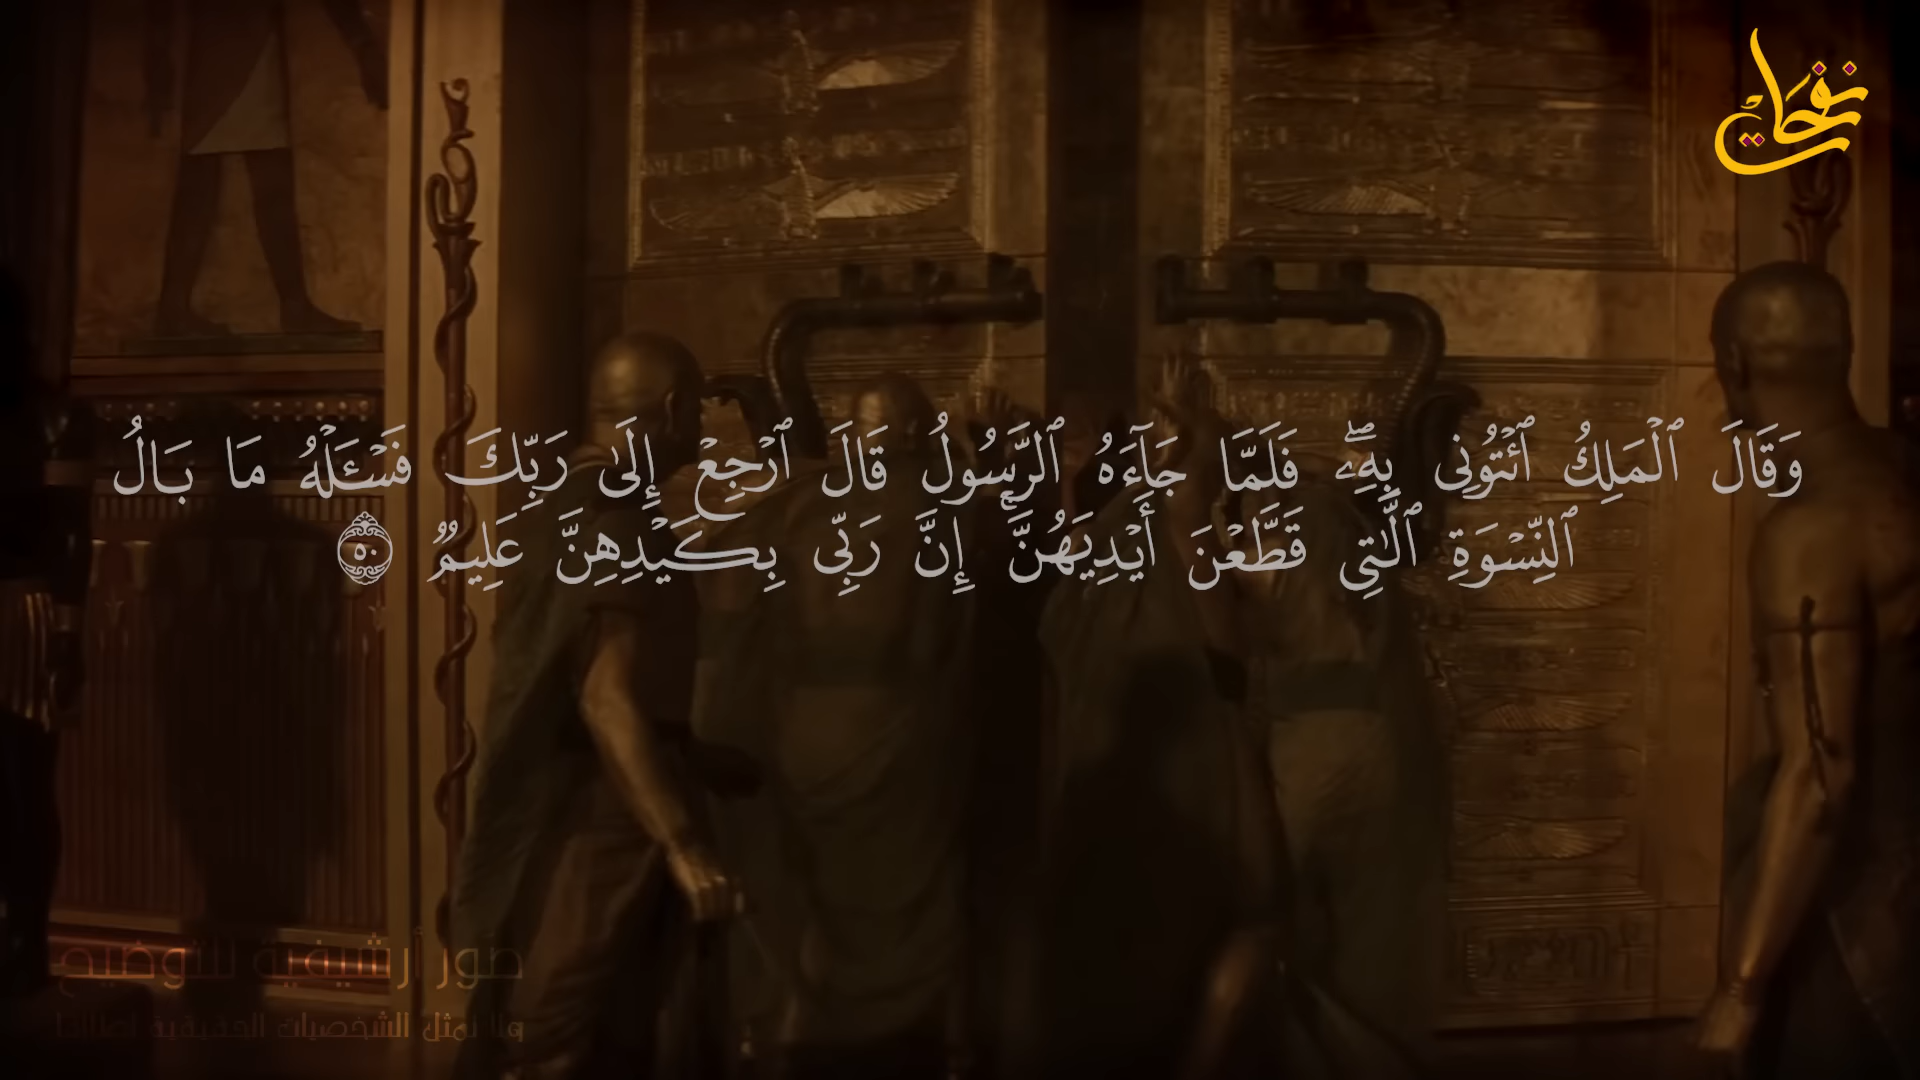 نفحات
وَقَالَ ٱلْمَلِكُ ٱئْتُونِى بِهِۦ ۖ فَلَمَّا جَآءَهُ ٱلرَّسُولُ قَالَ ٱرْجِعْ إِلَىٰ رَبِّكَ فَسْـَٔلْهُ مَا بَالُ
ٱلنِّسْوَةِ ٱلَّـٰتِى قَطَّعْنَ أَيْدِيَهُنَّ ۚ إِنَّ رَبِّى بِكَيْدِهِنَّ عَلِيمٌ ٥٠
صور أرشيفية للتوضيح
ولا تمثل الشخصيات الحقيقية اطلاقا